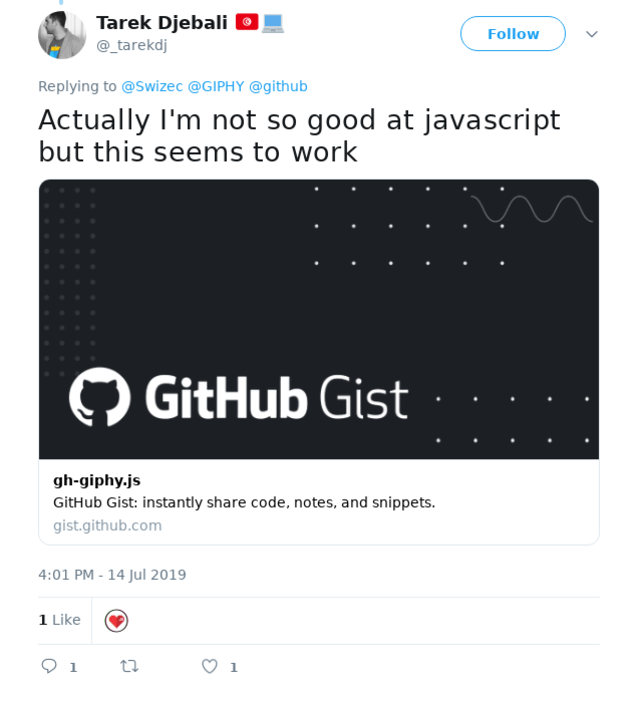 Tarek Djebali 🇹🇳💻
@_tarekdj
Follow
Replying to @Swizec @GIPHY @github
Actually I'm not so good at javascript
but this seems to work
GitHub Gist
gh-giphy.js
GitHub Gist: instantly share code, notes, and snippets.
gist.github.com
4:01 PM - 14 Jul 2019
1 Like
1 1